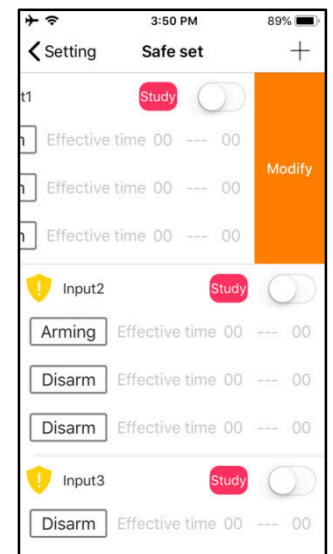 3:50 PM 89%
Setting Safe set +
t1 Study
Effective time 00 --- 00
Effective time 00 --- 00
Effective time 00 --- 00
Modify
Input2 Study
Arming Effective time 00 --- 00
Disarm Effective time 00 --- 00
Disarm Effective time 00 --- 00
Input3 Study
Disarm Effective time 00 --- 00